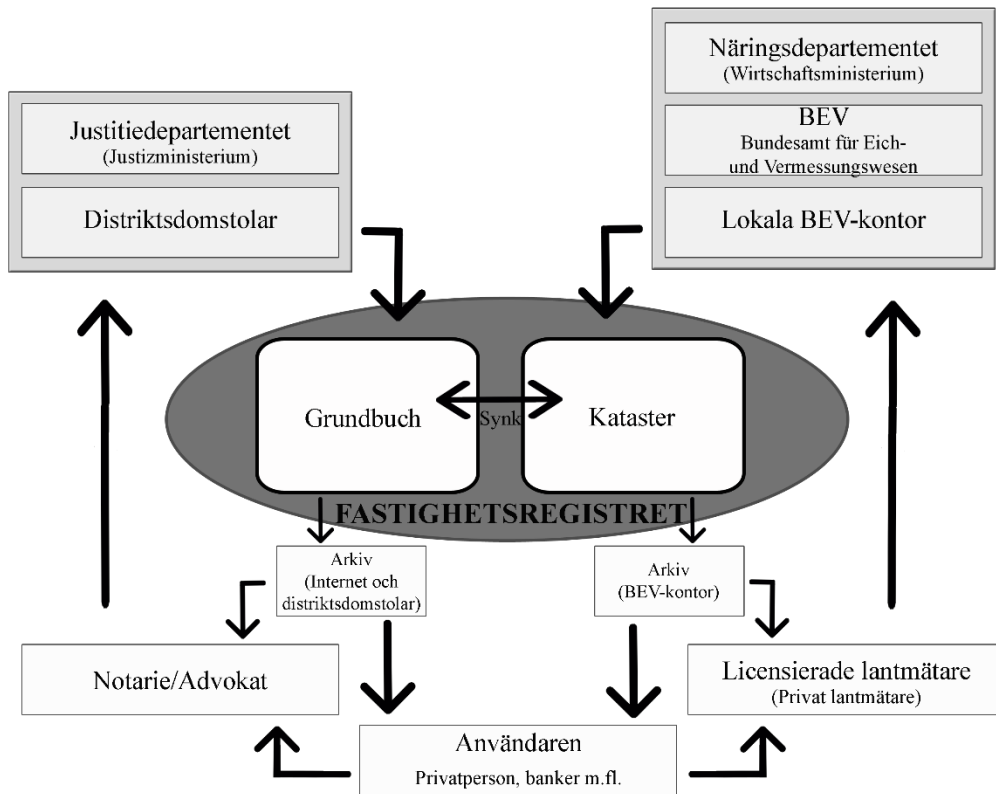 Näringsdepartementet
(Wirtschaftsministerium)
BEV
Bundesamt für Eich-
und Vermessungswesen
Lokala BEV-kontor
Justitiedepartementet
(Justizministerium)
Distriktsdomstolar
Grundbuch
Synk
Kataster
FASTIGHETSREGISTRET
Arkiv
(Internet och
distriktsdomstolar)
Arkiv
(BEV-kontor)
Notarie/Advokat
Licensierade lantmätare
(Privat lantmätare)
Användaren
Privatperson, banker m.fl.